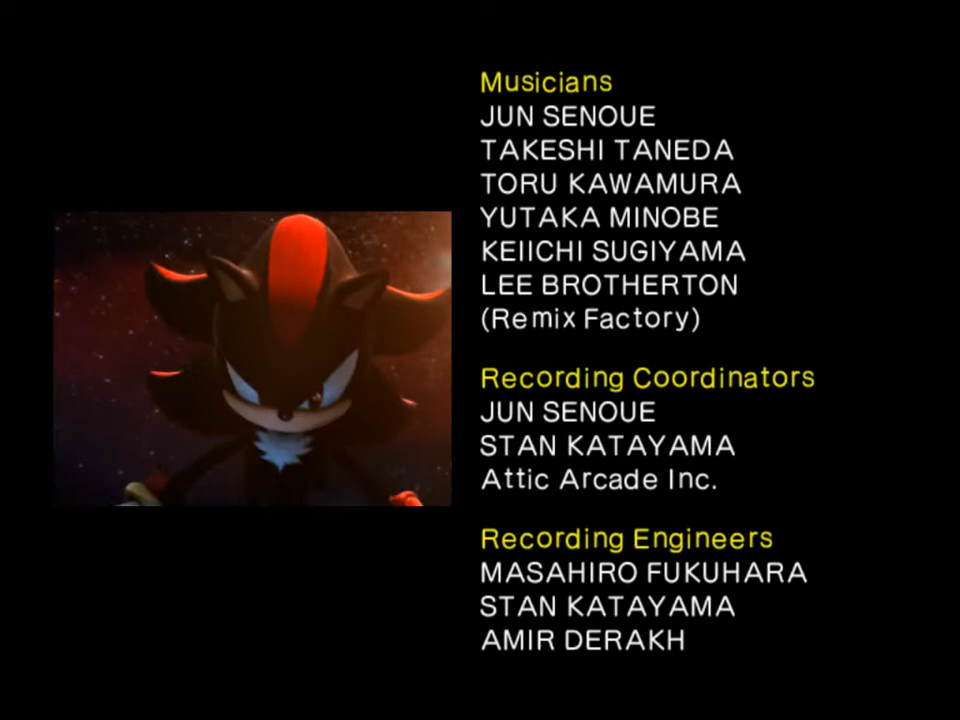 Musicians
JUN SENOUE
TAKESHI TANEDA
TORU KAWAMURA
YUTAKA MINOBE
KEIICHI SUGIYAMA
LEE BROTHERTON
(Remix Factory)
Recording Coordinators
JUN SENOUE
STAN KATAYAMA
Attic Arcade Inc.
Recording Engineers
MASAHIRO FUKUHARA
STAN KATAYAMA
AMIR DERAKH